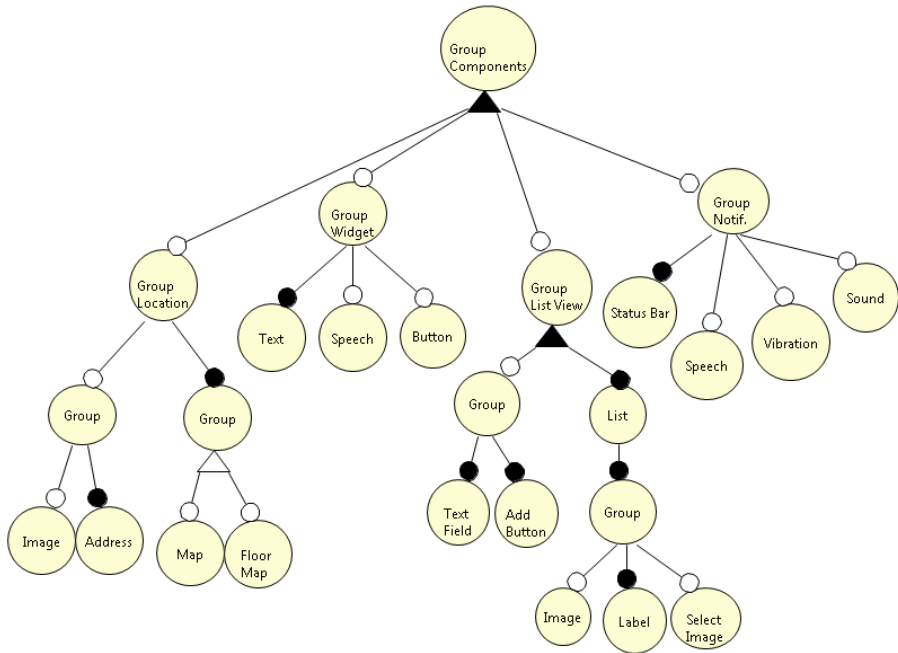 Group
Components
Group
Widget
Group
Notif.
Group
Location
Group
List View
Text
Speech
Button
Status Bar
Speech
Vibration
Sound
Group
Group
Group
List
Image
Address
Map
Floor
Map
Text
Field
Add
Button
Group
Image
Label
Select
Image